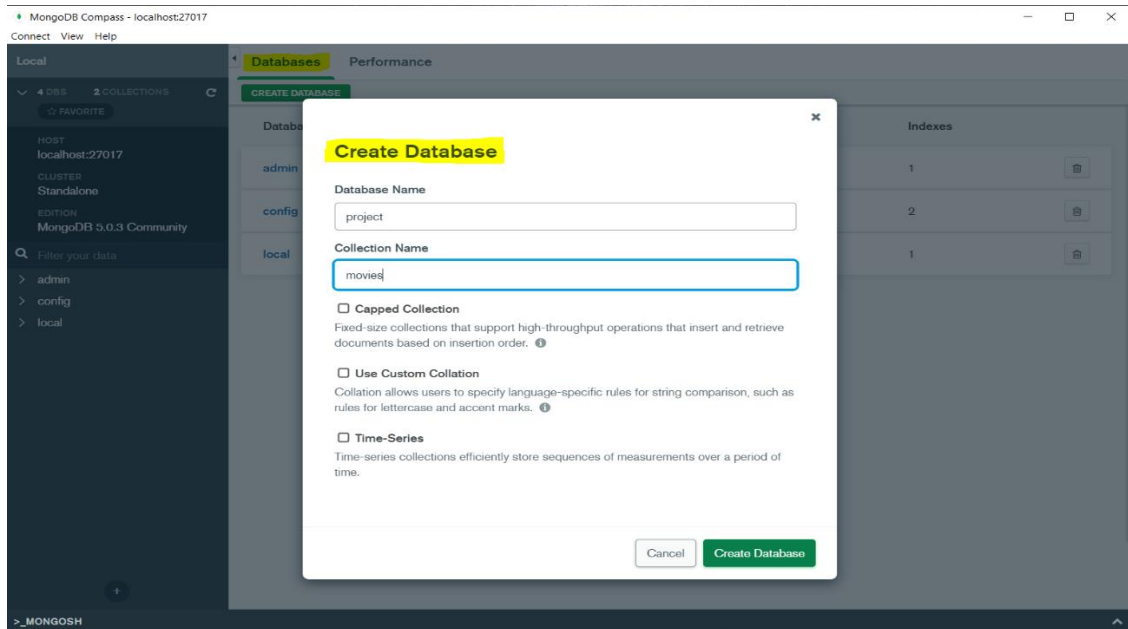 MongoDB Compass - localhost:27017
Connect View Help
Local
4 DBS 2 COLLECTIONS
FAVORITE
HOST
localhost:27017
CLUSTER
Standalone
EDITION
MongoDB 5.0.3 Community
Filter your data
admin
config
local
Databases Performance
CREATE DATABASE
Databa
Indexes
admin
1
config
2
local
1
Create Database
Database Name
project
Collection Name
movies
Capped Collection
Fixed-size collections that support high-throughput operations that insert and retrieve
documents based on insertion order.
Use Custom Collation
Collation allows users to specify language-specific rules for string comparison, such as
rules for lettercase and accent marks.
Time-Series
Time-series collections efficiently store sequences of measurements over a period of
time.
Cancel Create Database
>_MONGOSH